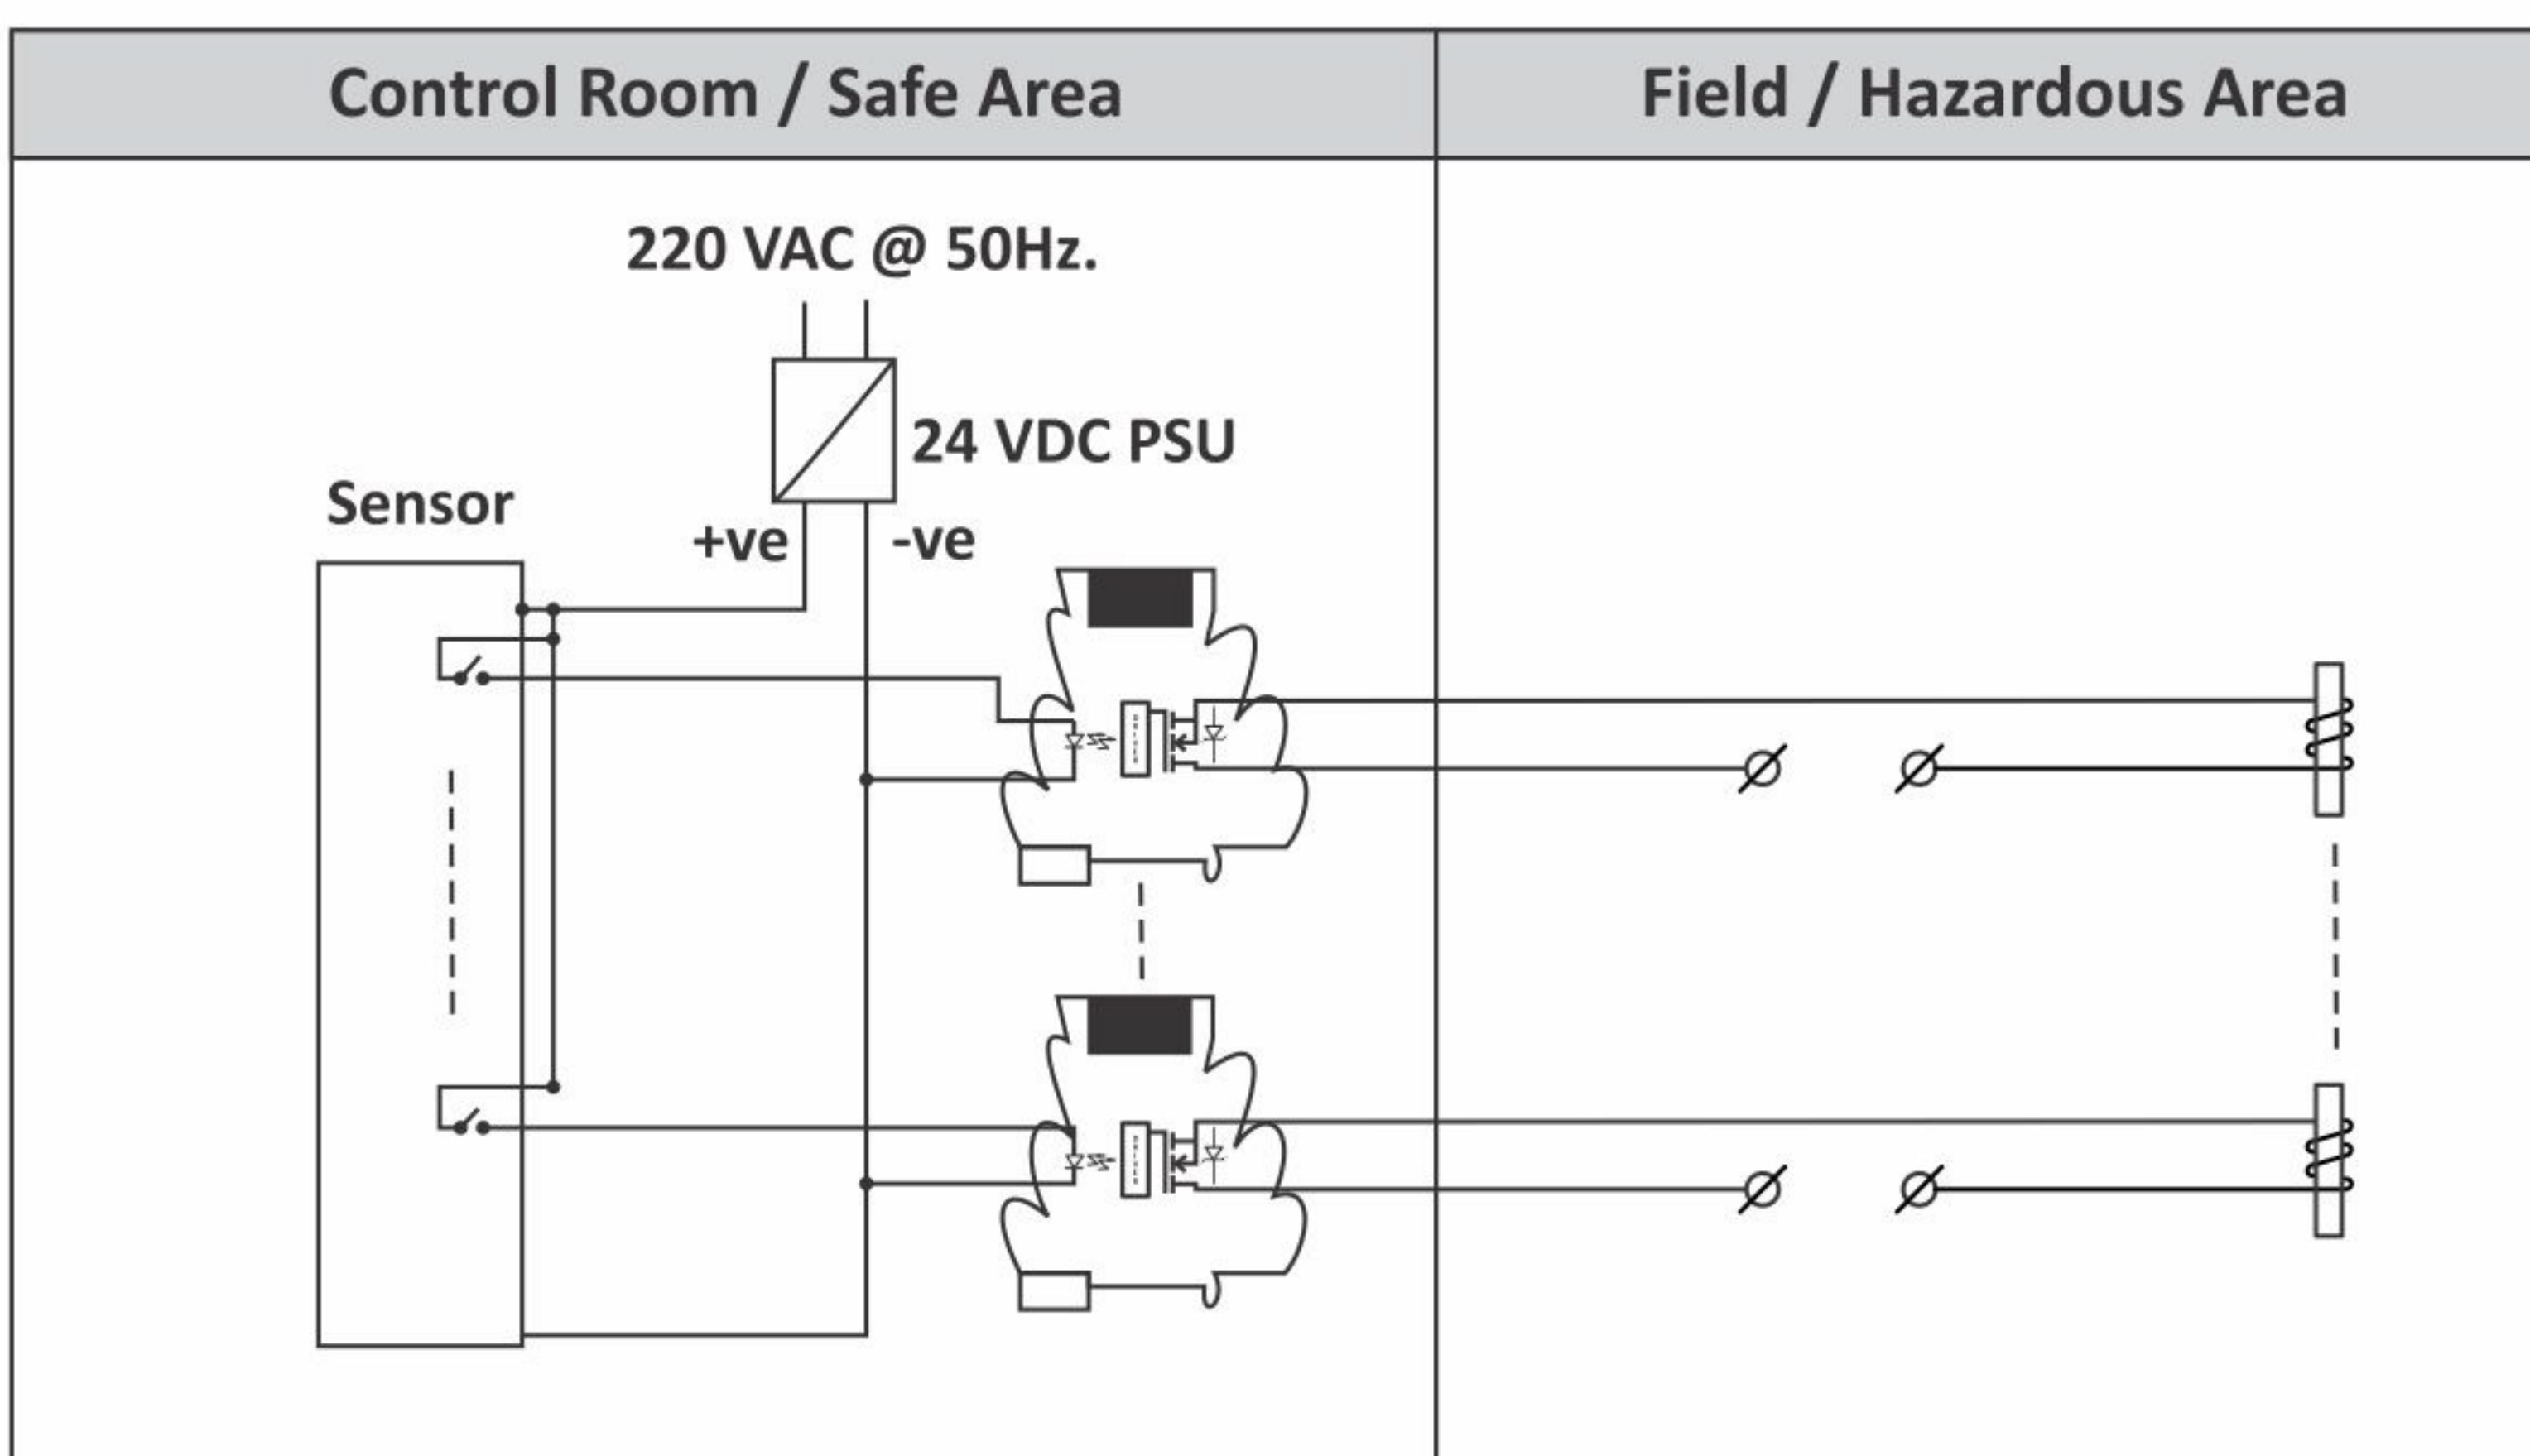 Control Room / Safe Area
Field / Hazardous Area
220 VAC @ 50Hz.
24 VDC PSU
Sensor
+ve
-ve